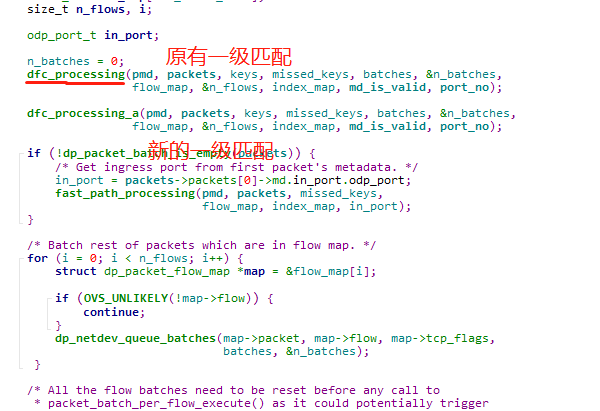 size_t n_flows, i;
odp_port_t in_port;
n_batches = 0;
原有一级匹配
dfc_processing(pmd, packets, keys, missed_keys, batches, &n_batches,
flow_map, &n_flows, index_map, md_is_valid, port_no);
dfc_processing_a(pmd, packets, keys, missed_keys, batches, &n_batches,
flow_map, &n_flows, index_map, md_is_valid, port_no);
新的一级匹配
if (!dp_packet_batch_is_empty(packets)) {
/* Get ingress port from first packet's metadata. */
in_port = packets->packets[0]->md.in_port.odp_port;
fast_path_processing(pmd, packets, missed_keys,
flow_map, index_map, in_port);
}
/* Batch rest of packets which are in flow map. */
for (i = 0; i < n_flows; i++) {
struct dp_packet_flow_map *map = &flow_map[i];
if (OVS_UNLIKELY(!map->flow)) {
continue;
}
dp_netdev_queue_batches(map->packet, map->flow, map->tcp_flags,
batches, &n_batches);
}
/* All the flow batches need to be reset before any call to
* packet_batch_per_flow_execute() as it could potentially trigger